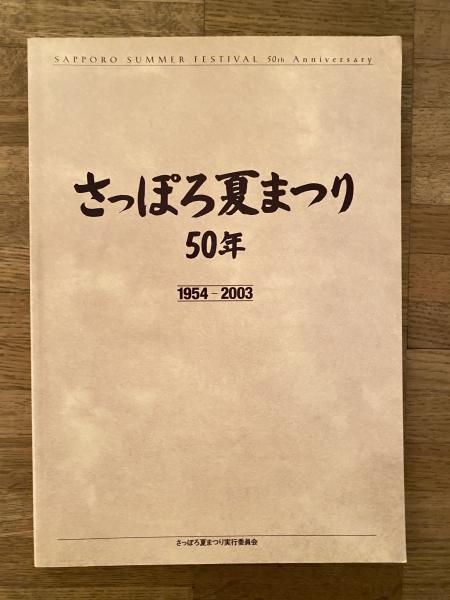 SAPPORO SUMMER FESTIVAL 50th Anniversary
さっぽろ夏まつり
50年
1954-2003
さっぽろ夏まつり実行委員会